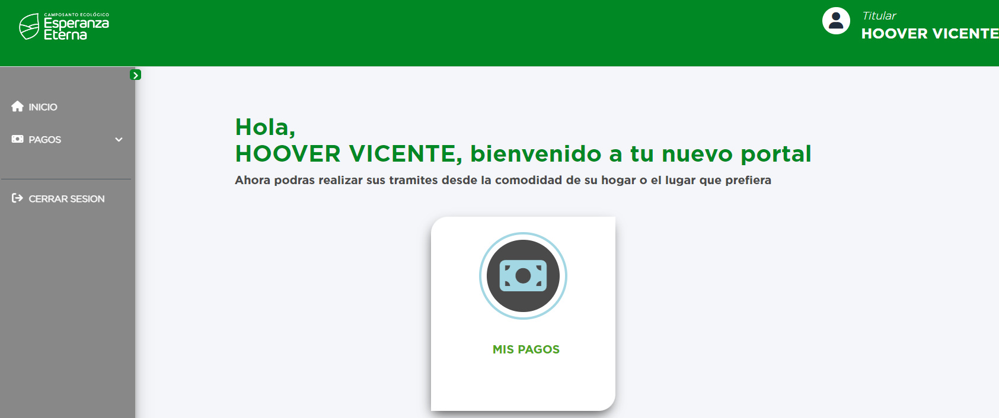 CAMPOSANTO ECOLÓGICO
Esperanza
Eterna
Titular
HOOVER VICENTE
INICIO
PAGOS
CERRAR SESION
Hola,
HOOVER VICENTE, bienvenido a tu nuevo portal
Ahora podras realizar sus tramites desde la comodidad de su hogar o el lugar que prefiera
MIS PAGOS